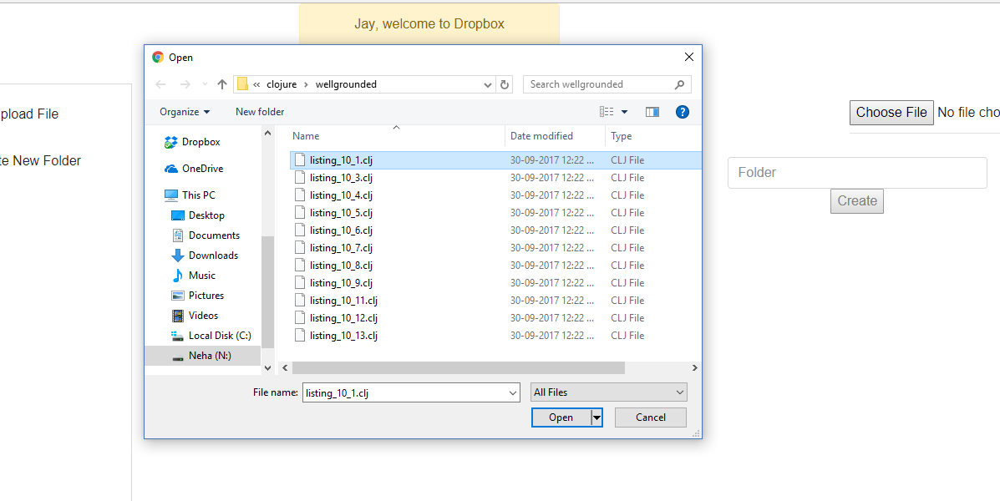 Jay, welcome to Dropbox
Open
« clojure › wellgrounded
Search wellgrounded
Organize
New folder
pload File
te New Folder
Choose File No file cho
Folder
Create
Dropbox
OneDrive
This PC
Desktop
Documents
Downloads
Music
Pictures
Videos
Local Disk (C:)
Neha (N:)
Name Date modified Type
listing_10_1.clj 30-09-2017 12:22 ... CLJ File
listing_10_3.clj 30-09-2017 12:22 ... CLJ File
listing_10_4.clj 30-09-2017 12:22 ... CLJ File
listing_10_5.clj 30-09-2017 12:22 ... CLJ File
listing_10_6.clj 30-09-2017 12:22 ... CLJ File
listing_10_7.clj 30-09-2017 12:22 ... CLJ File
listing_10_8.clj 30-09-2017 12:22 ... CLJ File
listing_10_9.clj 30-09-2017 12:22 ... CLJ File
listing_10_11.clj 30-09-2017 12:22 ... CLJ File
listing_10_12.clj 30-09-2017 12:22 ... CLJ File
listing_10_13.clj 30-09-2017 12:22 ... CLJ File
File name: listing_10_1.clj
All Files
Open
Cancel